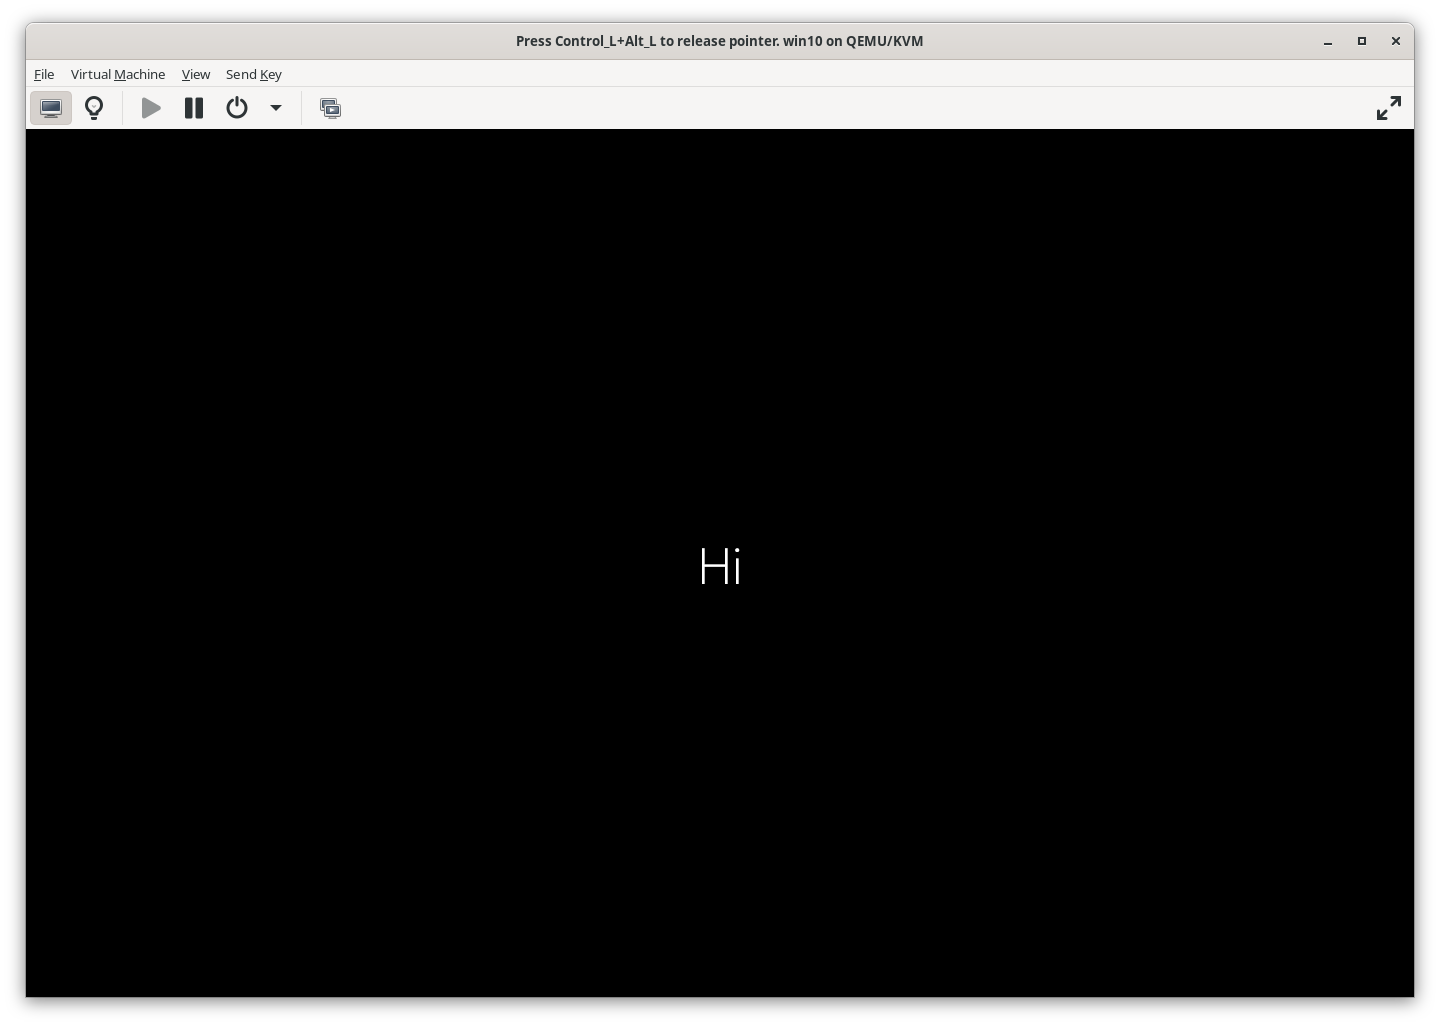 Press Control_L+Alt_L to release pointer. win10 on QEMU/KVM
File Virtual Machine View Send Key
Hi